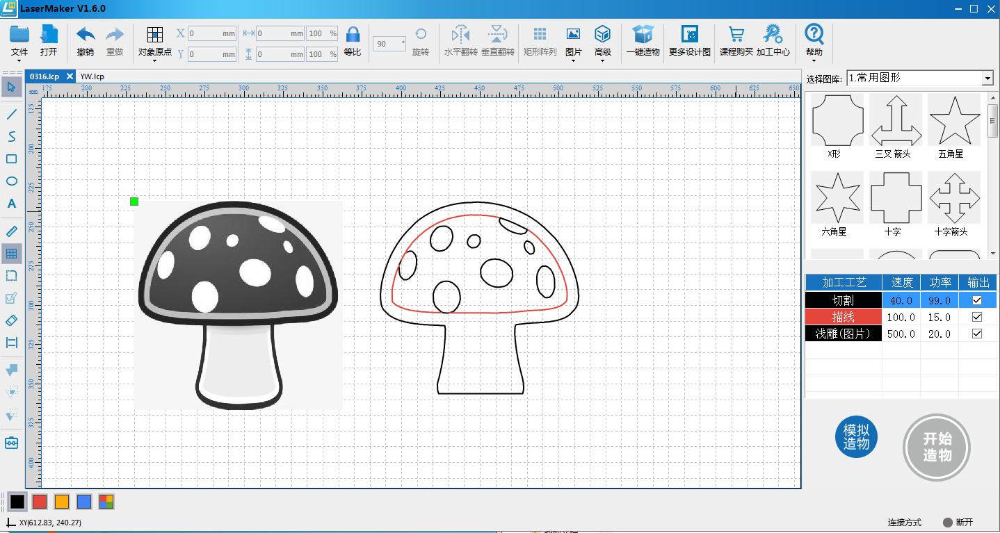 LaserMaker V1.6.0
文件 打开 撤销 重做 对象原点 X 0 mm 0 mm 100 % 等比 90 ° 旋转 水平翻转 垂直翻转 矩形阵列 图片 高级 一键造物 更多设计图 课程购买 加工中心 帮助
Y 0 mm 0 mm 100 %
0316.lcp YW.lcp
mm 175 200 225 250 275 300 325 350 400 425 450 475 500 525 550 575 600 625 650
175
200
225
250
275
300
325
350
375
400
A
选择图库: 1.常用图形
X形 三叉箭头 五角星
六角星 十字 十字箭头
加工工艺 速度 功率 输出
切割 40.0 99.0
描线 100.0 15.0
浅雕(图片) 500.0 20.0
模拟
造物
开始
造物
XY(612.83, 240.27)
连接方式 断开